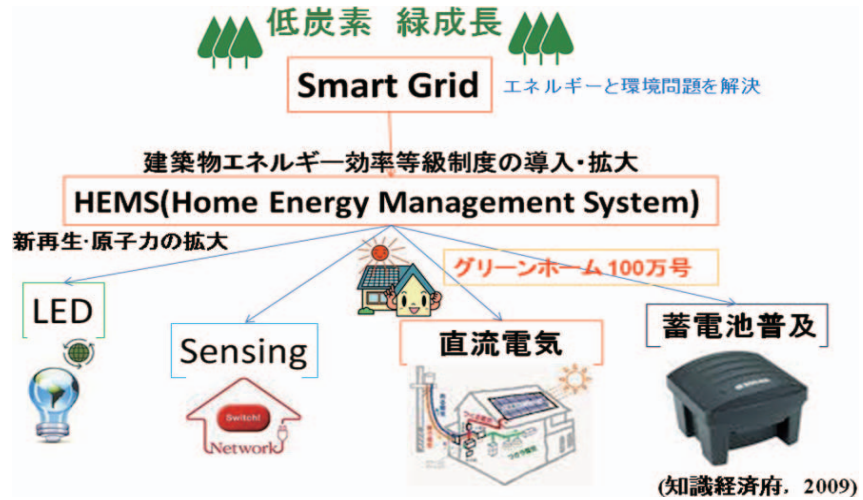 低炭素 緑成長
Smart Grid
エネルギーと環境問題を解決
建築物エネルギー効率等級制度の導入・拡大
HEMS(Home Energy Management System)
新再生・原子力の拡大
グリーンホーム 100万号
LED
Sensing
直流電気
蓄電池普及
Switch!
Network
(知識経済府, 2009)